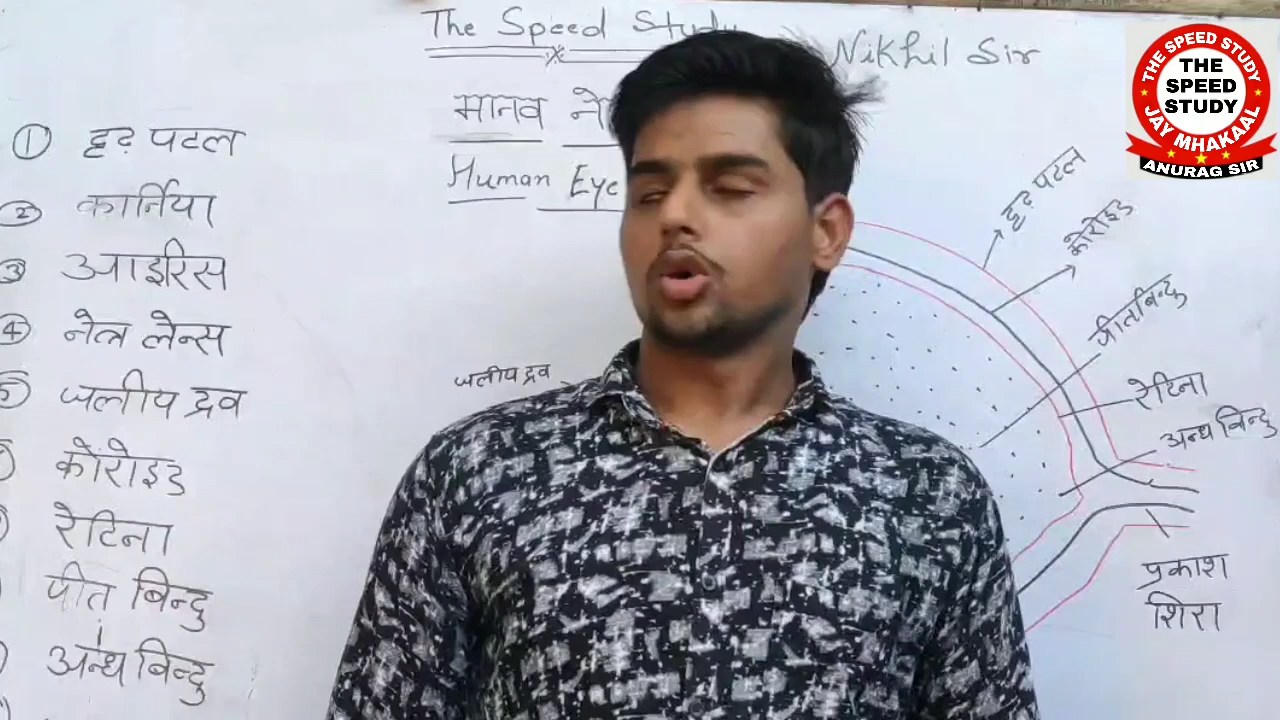 The Speed Study
Nikhil Sir
मानव
Human Eye
① दृढ़ पटल
② कार्निया
③ आइरिस
④ नेत्र लेन्स
⑤ जलीय द्रव
कोरोइड
रेटिना
पीत बिन्दु
अन्ध बिन्दु
जलीय द्रव
दृढ़ पटल
कोरोइड
पीतबिन्दु
रेटिना
अन्ध बिन्दु
प्रकाश
शिरा
THE SPEED STUDY
THE
SPEED
STUDY
JAY MHAKAAL
ANURAG SIR